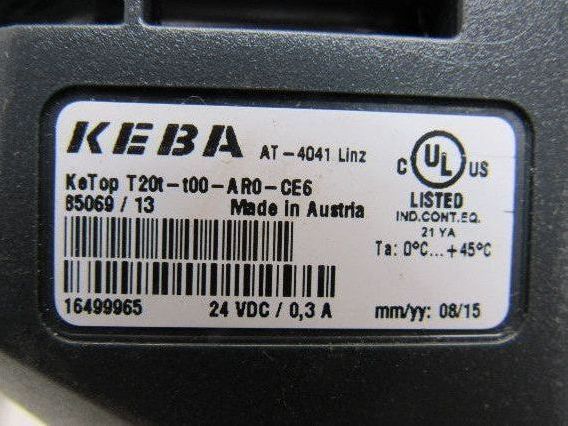 KEBA AT-4041 Linz
KeTop T20t-t00-AR0-CE6
85069 / 13 Made in Austria
16499965 24 VDC / 0,3 A
C UL US
LISTED
IND.CONT.EQ.
21 YA
Ta: 0°C...+45°C
mm/yy: 08/15